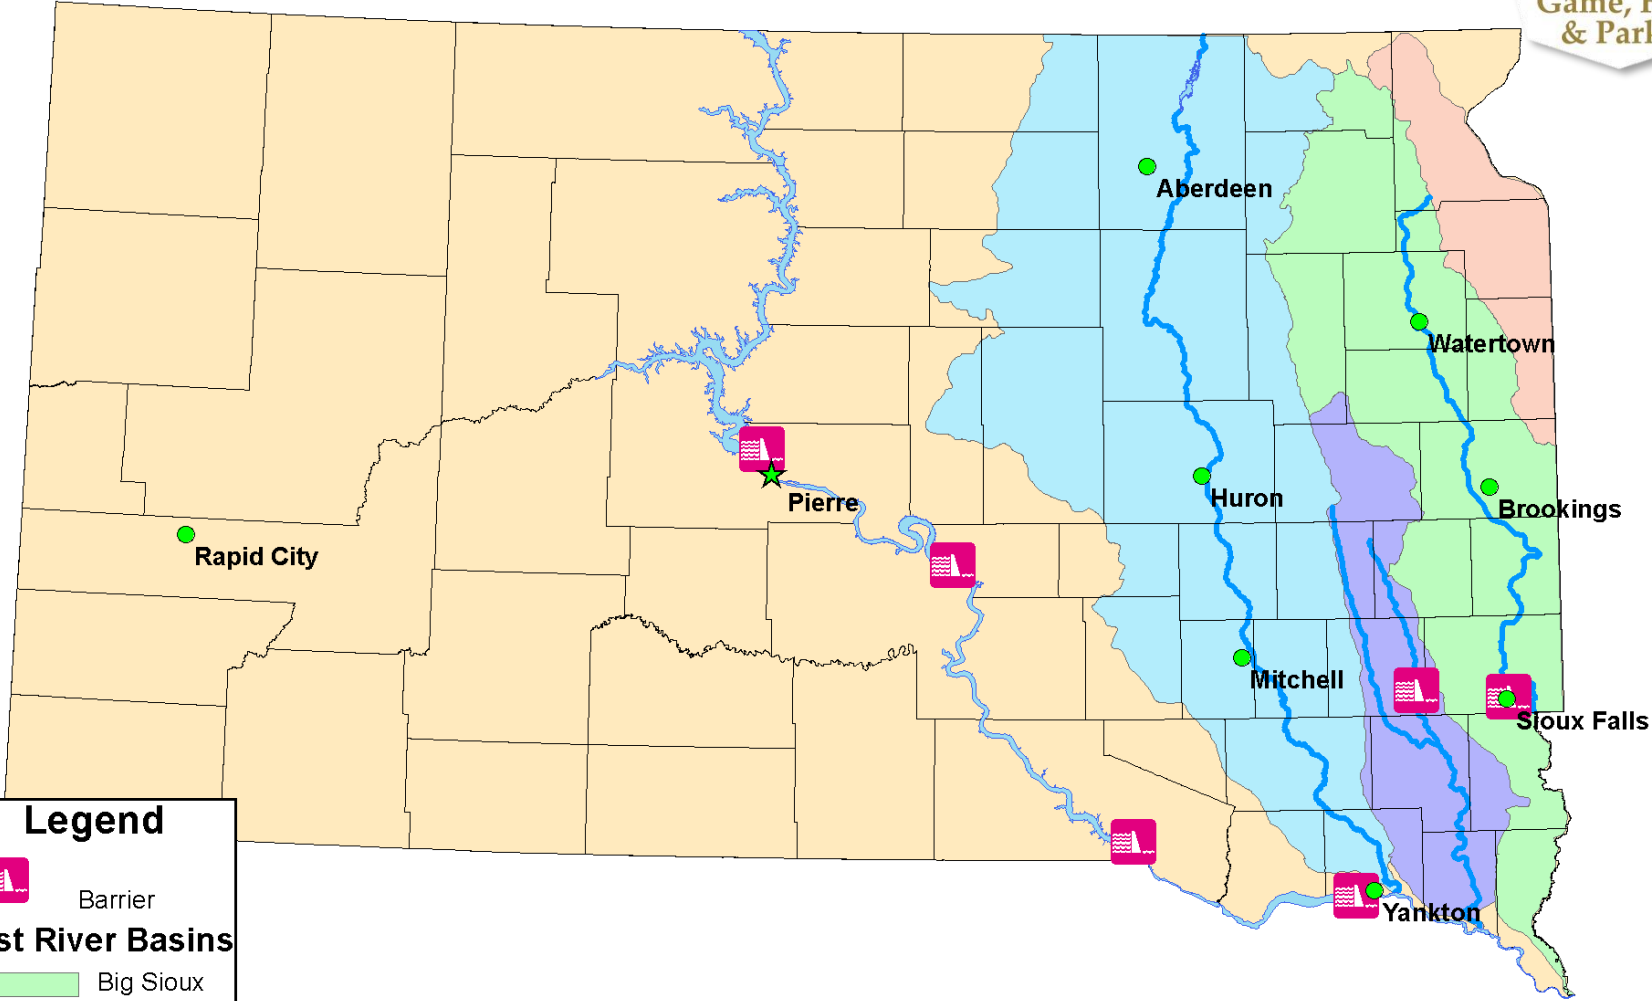 Game,
& Park
Aberdeen
Watertown
Pierre
Huron
Brookings
Rapid City
Mitchell
Sioux Falls
Yankton
Legend
Barrier
st River Basins
Big Sioux